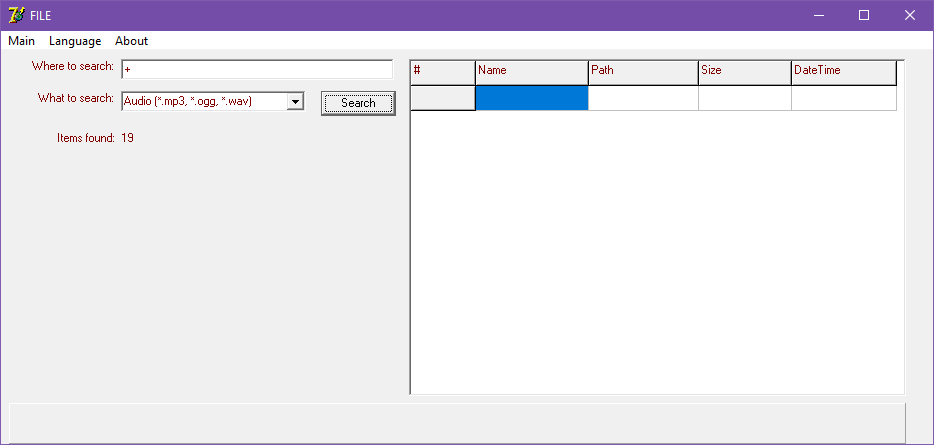 FILE
Main Language About
Where to search: +
What to search: Audio (*.mp3, *.ogg, *.wav) Search
Items found: 19
# Name Path Size DateTime